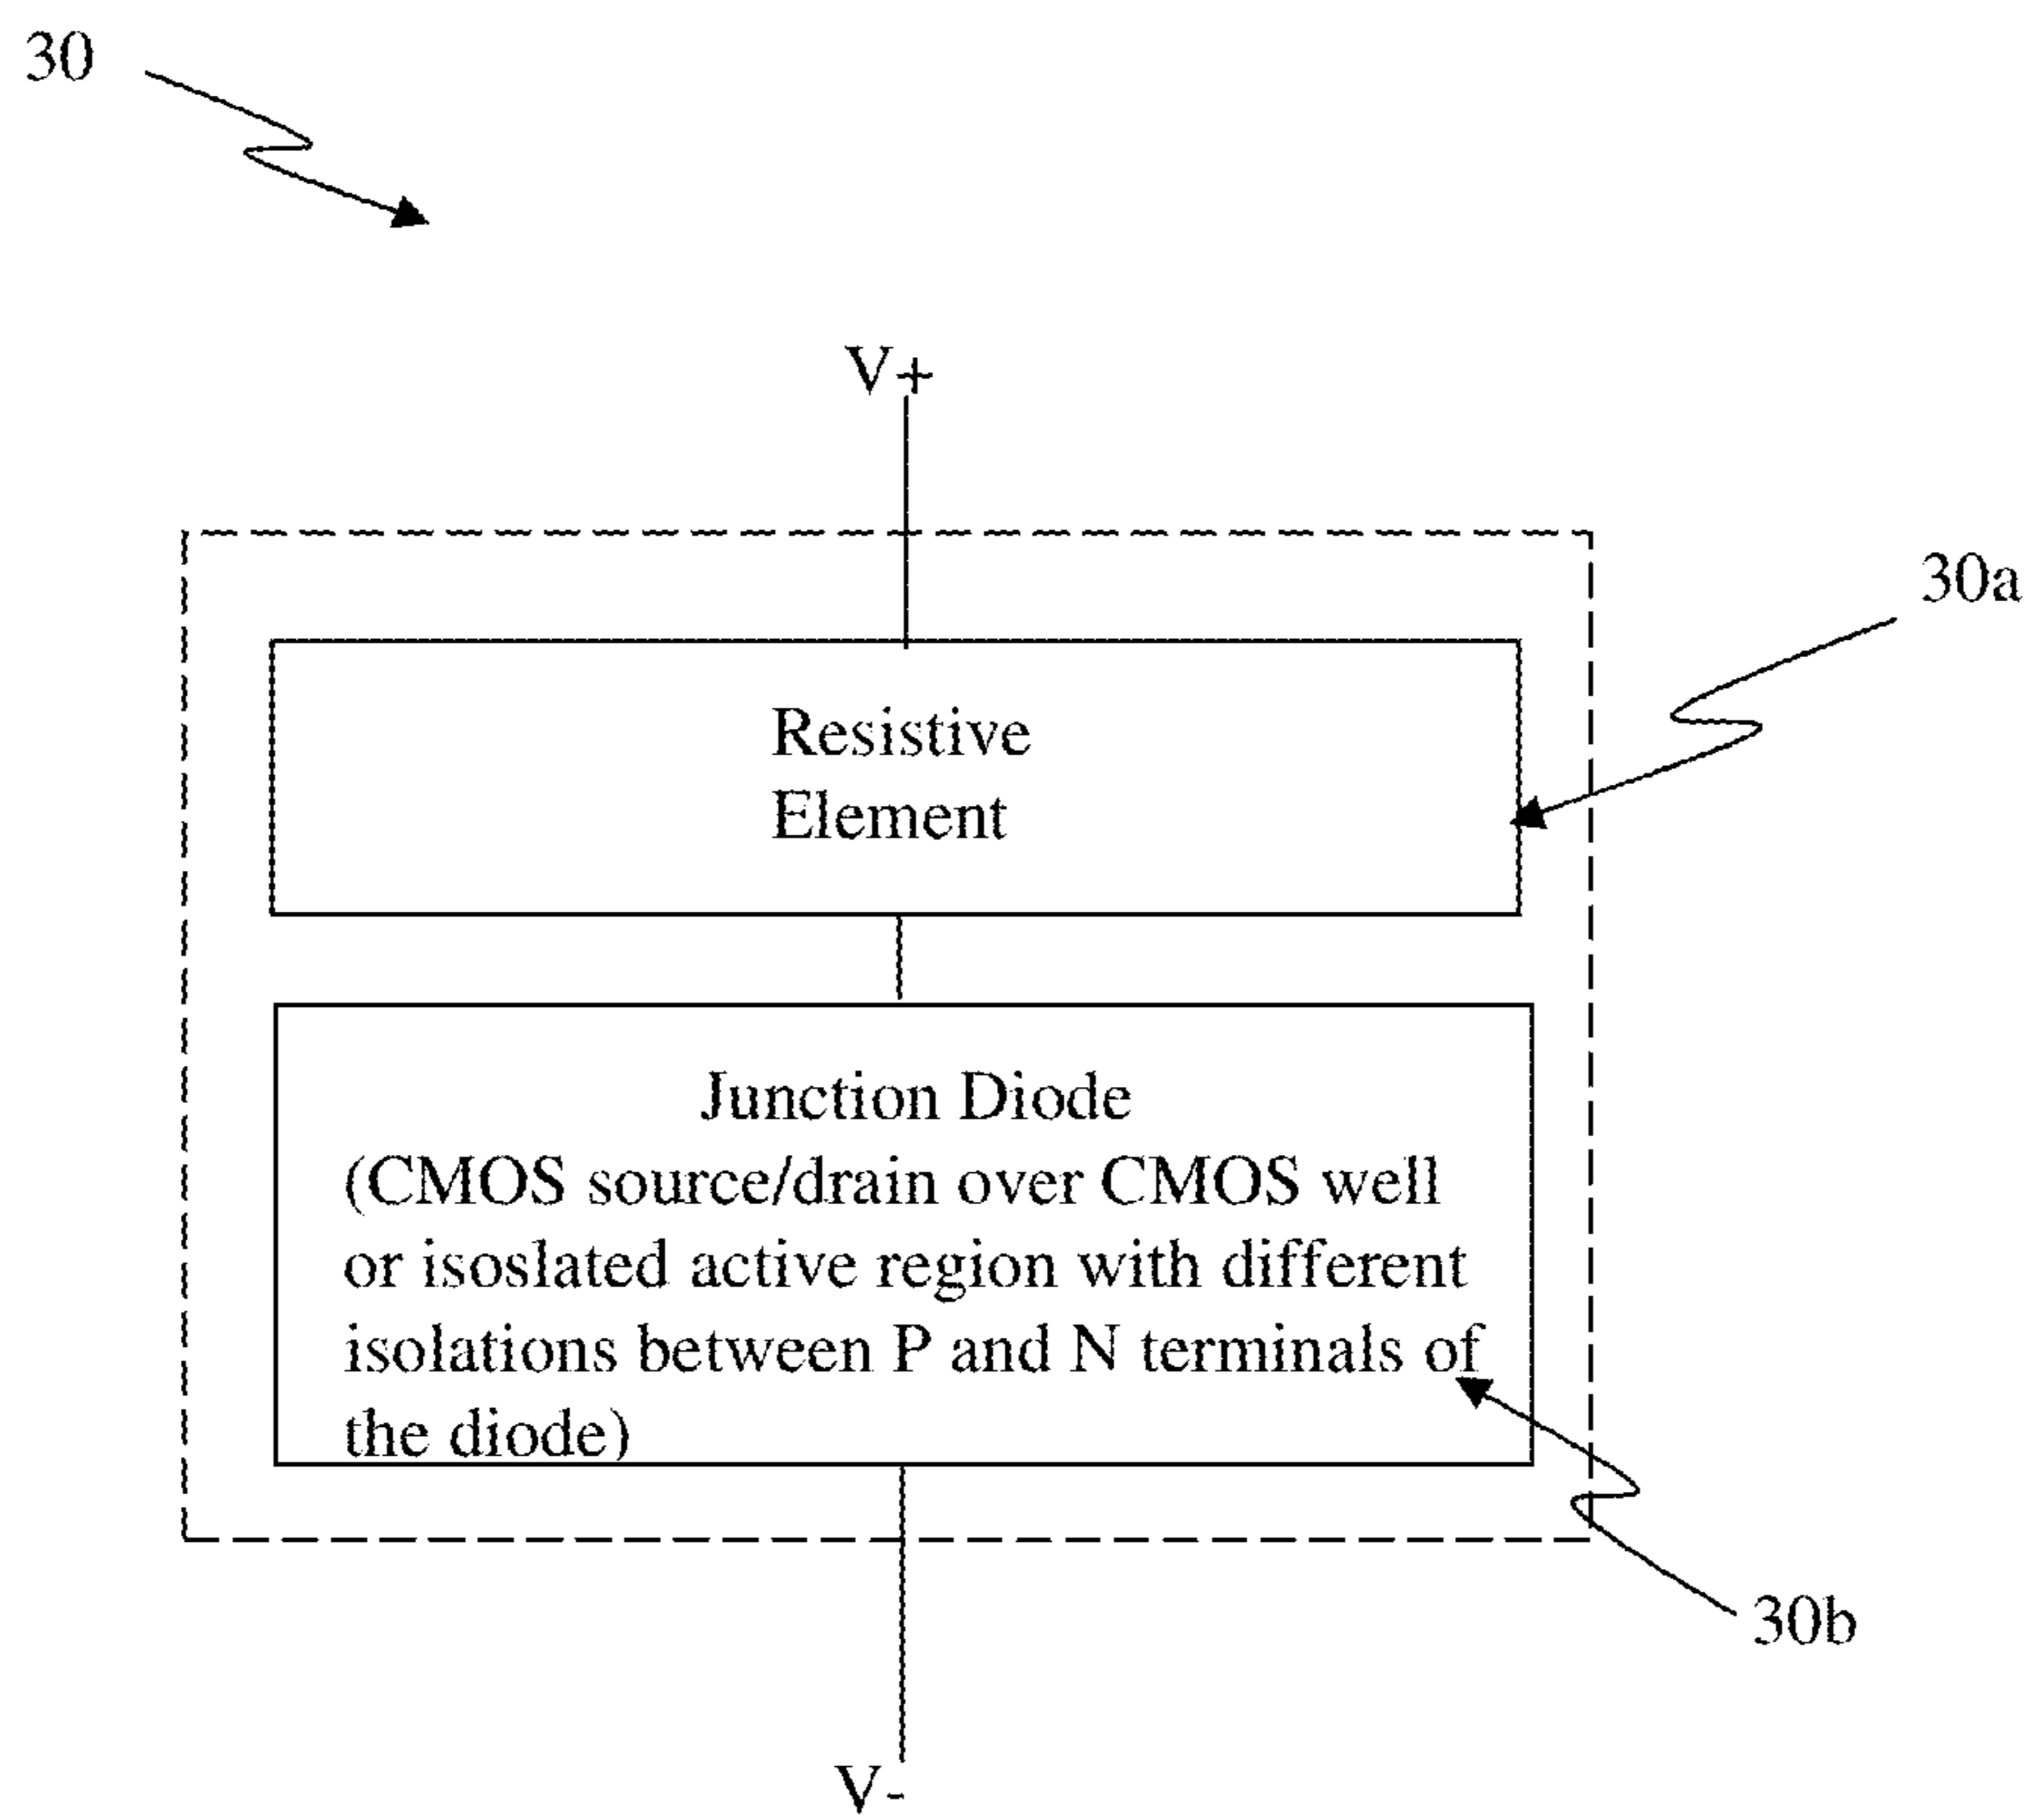 30
V+
30a
Resistive
Element
Junction Diode
(CMOS source/drain over CMOS well
or isoslated active region with different
isolations between P and N terminals of
the diode)
30b
V-